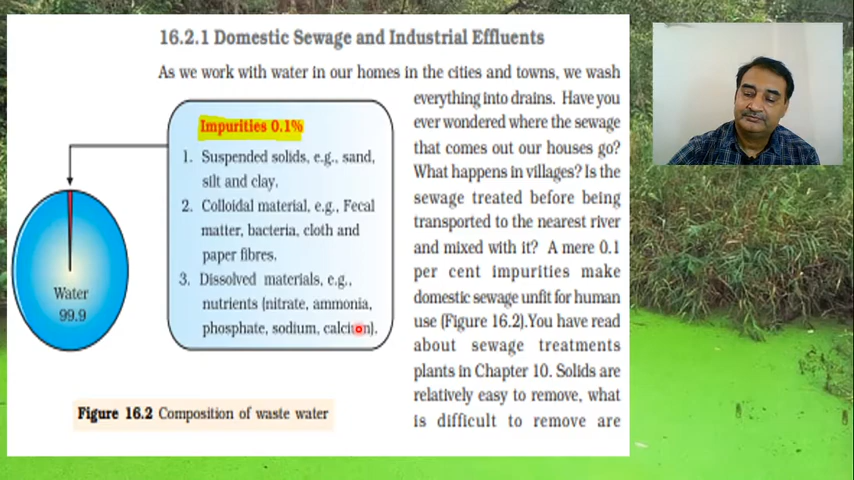 16.2.1 Domestic Sewage and Industrial Effluents
As we work with water in our homes in the cities and towns, we wash
everything into drains. Have you
ever wondered where the sewage
that comes out our houses go?
What happens in villages? Is the
sewage treated before being
transported to the nearest river
and mixed with it? A mere 0.1
per cent impurities make
domestic sewage unfit for human
use (Figure 16.2).You have read
about sewage treatments
plants in Chapter 10. Solids are
relatively easy to remove, what
is difficult to remove are
Impurities 0.1%
1. Suspended solids, e.g., sand,
silt and clay.
2. Colloidal material, e.g., Fecal
matter, bacteria, cloth and
paper fibres.
3. Dissolved materials, e.g.,
nutrients (nitrate, ammonia,
phosphate, sodium, calcium).
Water
99.9
Figure 16.2 Composition of waste water